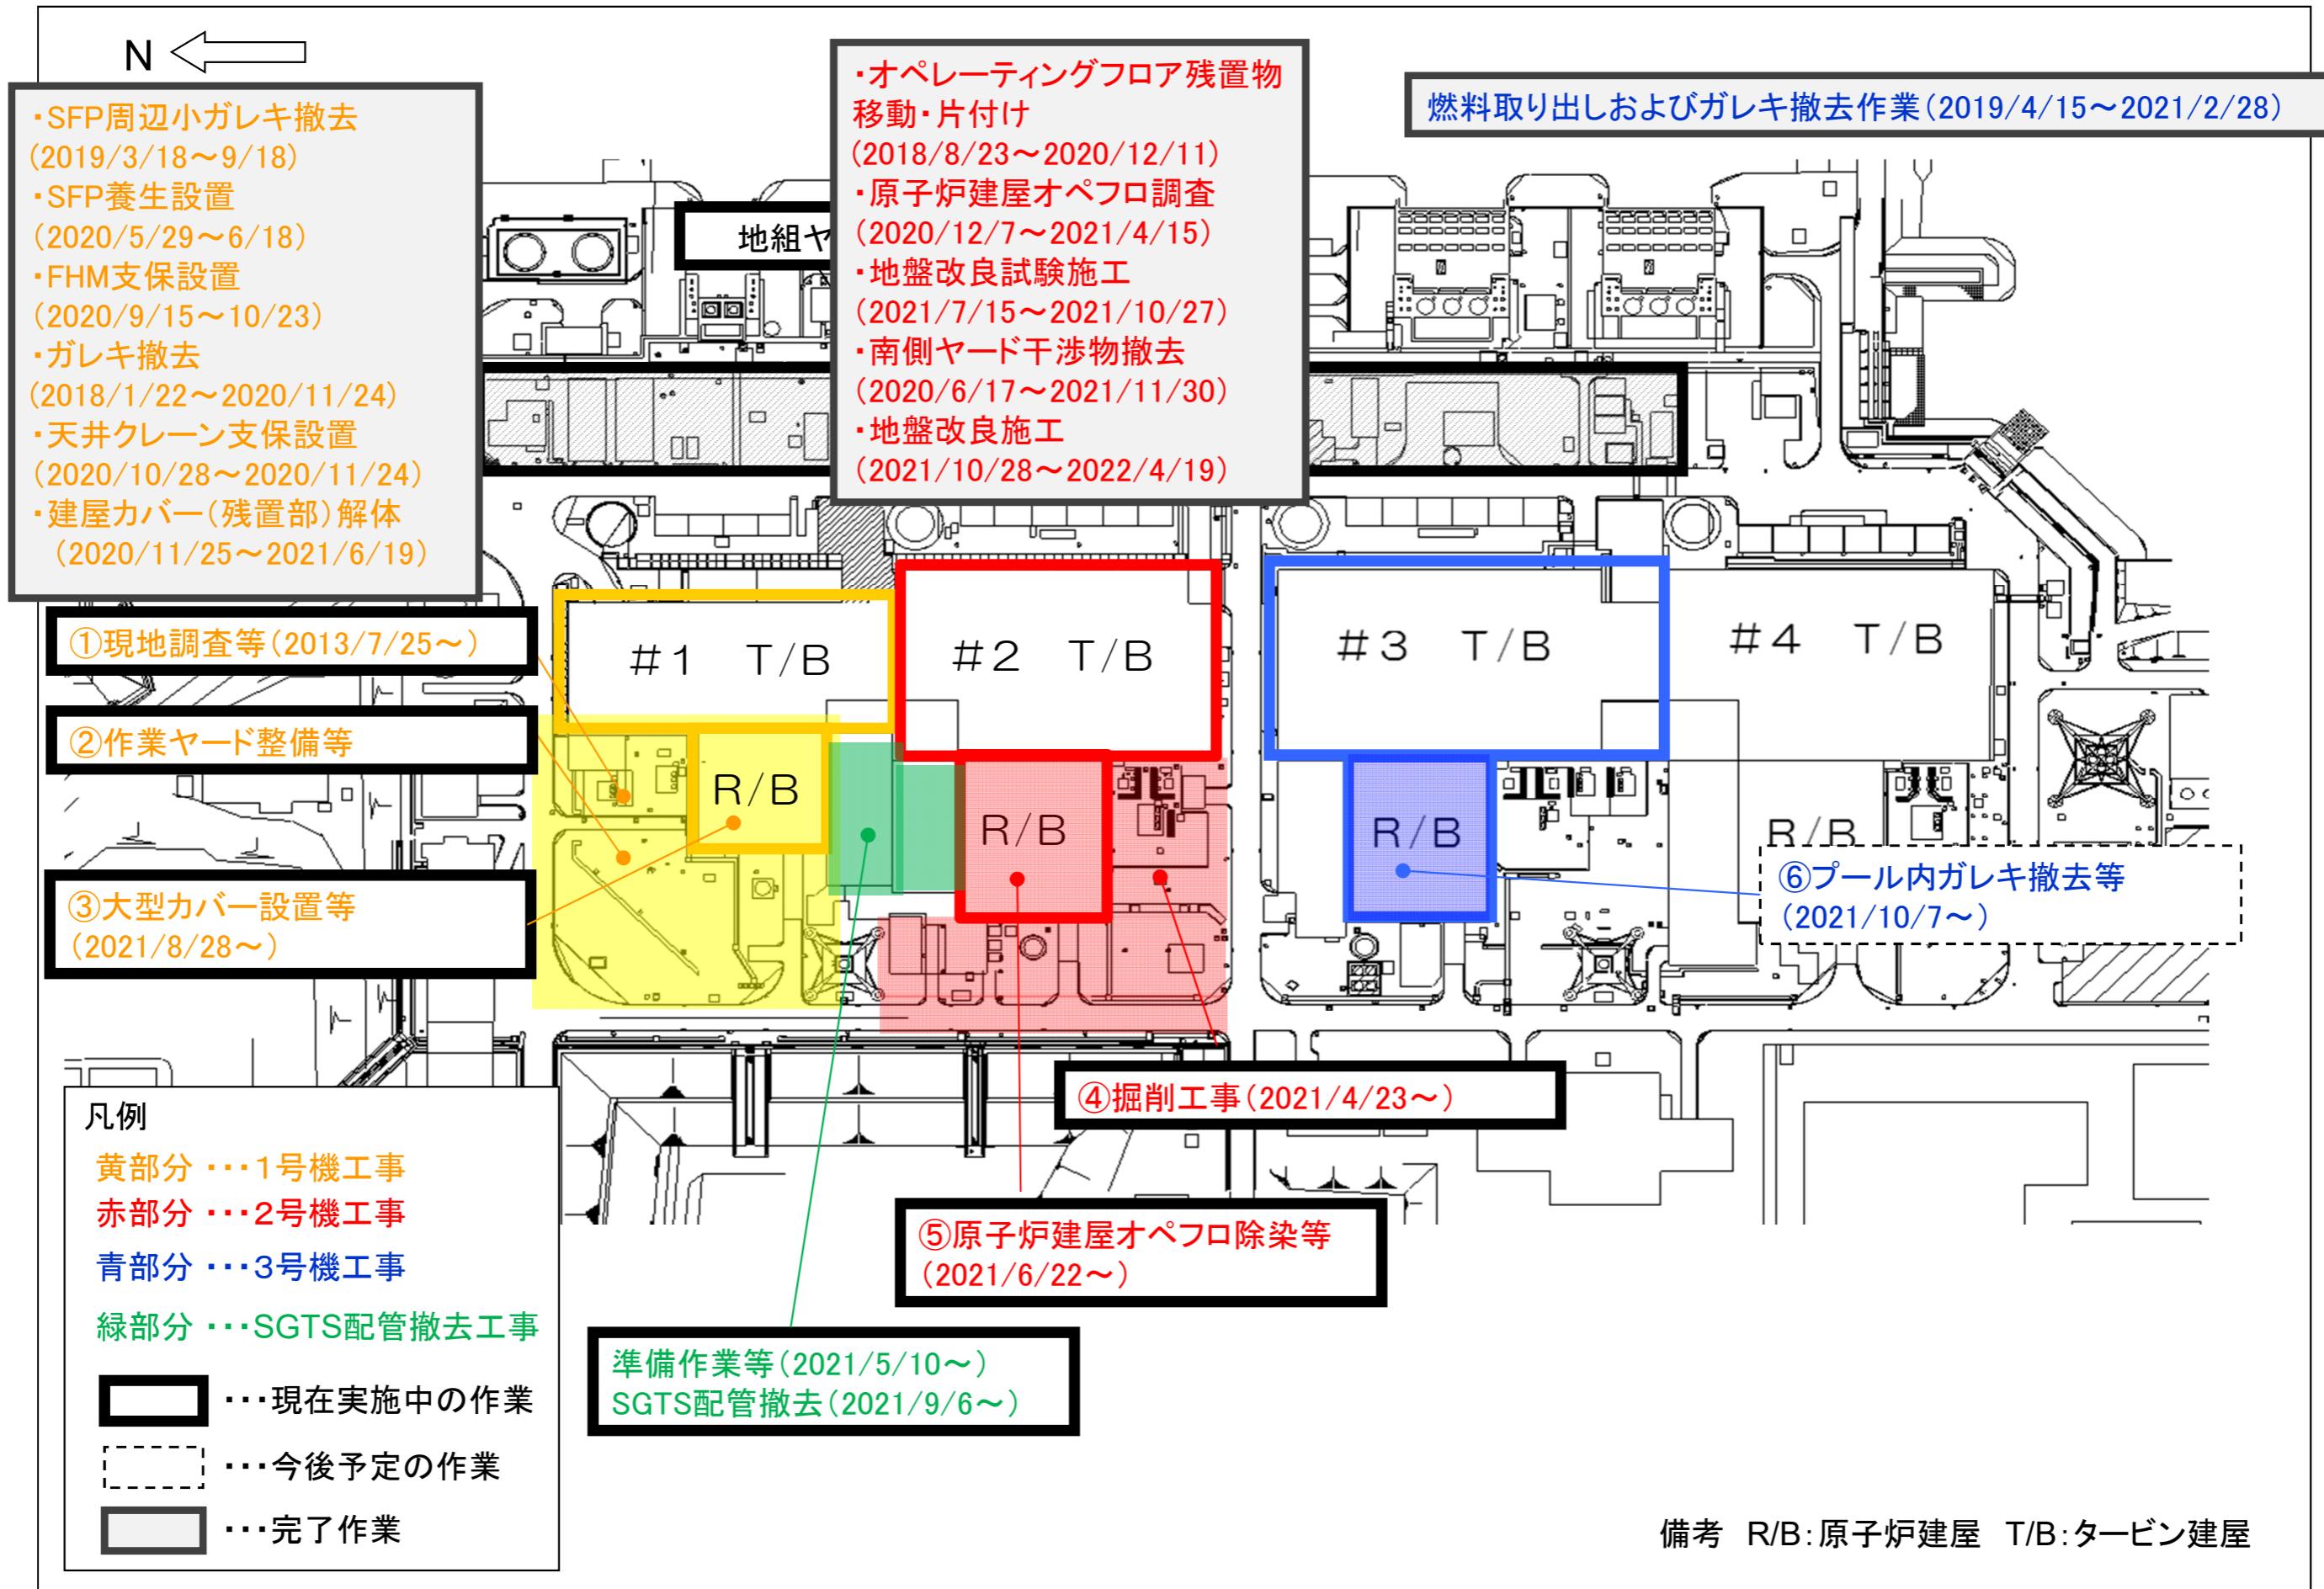 N
・SFP周辺小ガレキ撤去
(2019/3/18～9/18)
・SFP養生設置
(2020/5/29～6/18)
・FHM支保設置
(2020/9/15～10/23)
・ガレキ撤去
(2018/1/22～2020/11/24)
・天井クレーン支保設置
(2020/10/28～2020/11/24)
・建屋カバー(残置部)解体
(2020/11/25～2021/6/19)
・オペレーティングフロア残置物
移動・片付け
(2018/8/23～2020/12/11)
・原子炉建屋オペフロ調査
(2020/12/7～2021/4/15)
・地盤改良試験施工
(2021/7/15～2021/10/27)
・南側ヤード干渉物撤去
(2020/6/17～2021/11/30)
・地盤改良施工
(2021/10/28～2022/4/19)
燃料取り出しおよびガレキ撤去作業(2019/4/15～2021/2/28)
地組ヤ
①現地調査等(2013/7/25～)
②作業ヤード整備等
③大型カバー設置等
(2021/8/28～)
#1 T/B
#2 T/B
#3 T/B
#4 T/B
R/B
R/B
R/B
R/B
⑥プール内ガレキ撤去等
(2021/10/7～)
④掘削工事(2021/4/23～)
⑤原子炉建屋オペフロ除染等
(2021/6/22～)
準備作業等(2021/5/10～)
SGTS配管撤去(2021/9/6～)
凡例
黄部分 ・・・1号機工事
赤部分 ・・・2号機工事
青部分 ・・・3号機工事
緑部分 ・・・SGTS配管撤去工事
・・・現在実施中の作業
・・・今後予定の作業
・・・完了作業
備考 R/B:原子炉建屋 T/B:タービン建屋